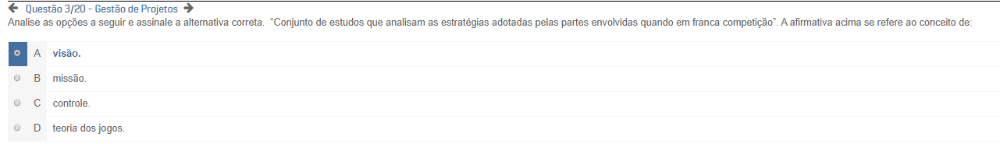 Questão 3/20 - Gestão de Projetos
Analise as opções a seguir e assinale a alternativa correta. “Conjunto de estudos que analisam as estratégias adotadas pelas partes envolvidas quando em franca competição”. A afirmativa acima se refere ao conceito de:
A visão.
B missão.
C controle.
D teoria dos jogos.